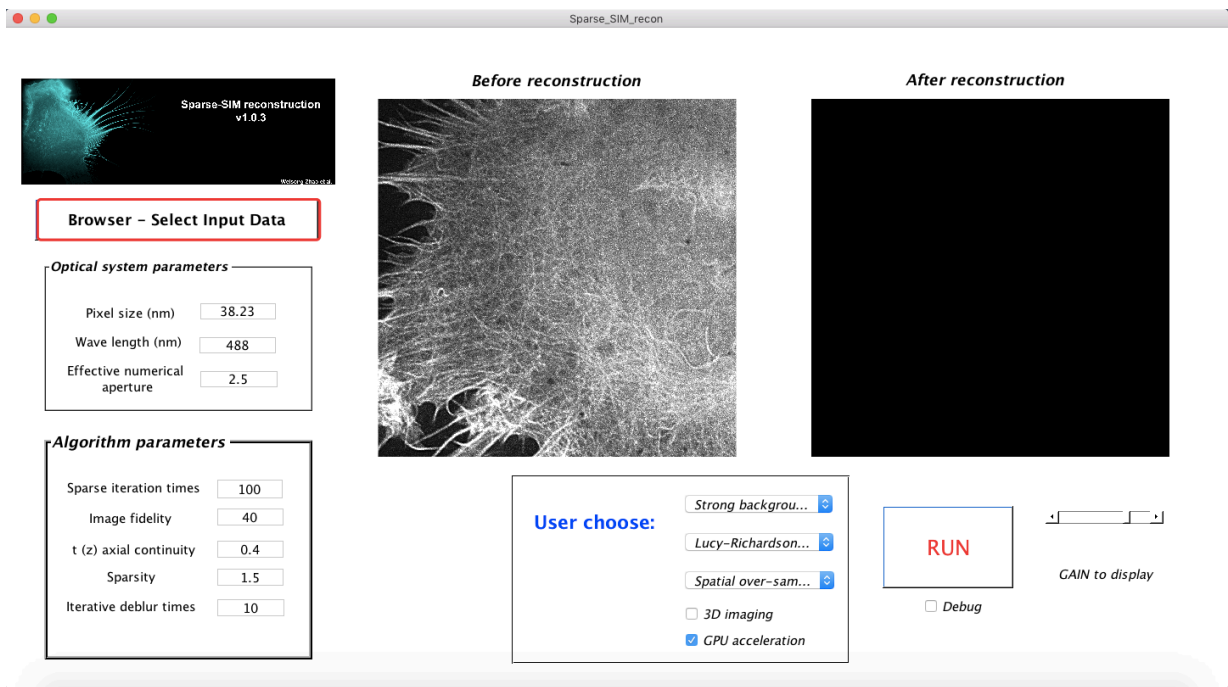 Sparse_SIM_recon
Sparse-SIM reconstruction
v1.0.3
Weisong Zhao et al.
Browser - Select Input Data
Optical system parameters
Pixel size (nm) 38.23
Wave length (nm) 488
Effective numerical
aperture 2.5
Algorithm parameters
Sparse iteration times 100
Image fidelity 40
t (z) axial continuity 0.4
Sparsity 1.5
Iterative deblur times 10
Before reconstruction
After reconstruction
User choose:
Strong backgrou...
Lucy-Richardson...
Spatial over-sam...
3D imaging
GPU acceleration
RUN
Debug
GAIN to display